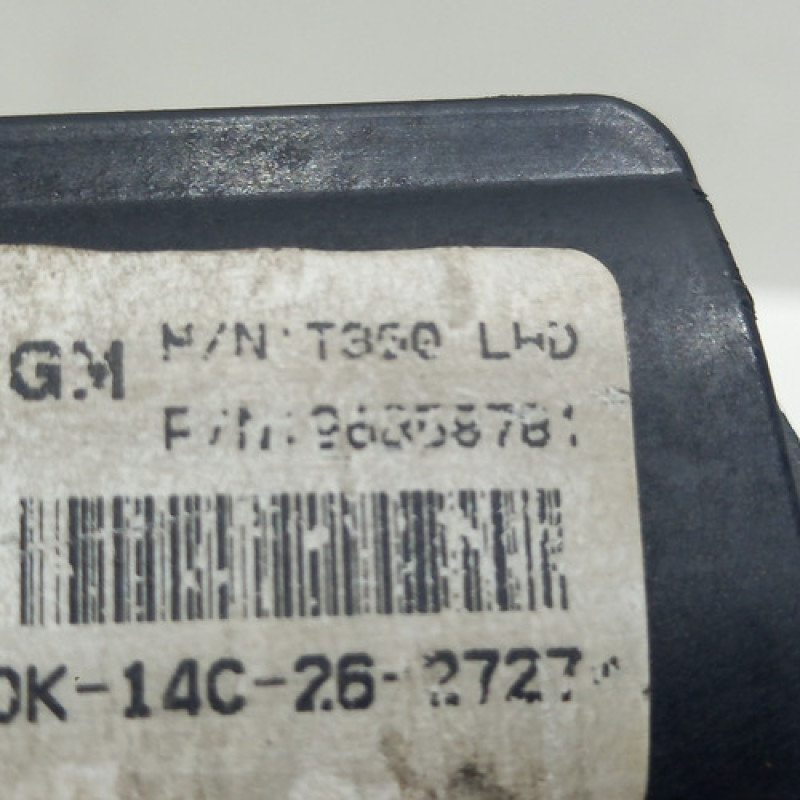 GM M/N:T300 LHD
P/N:96858781
OK-14C-26-2727